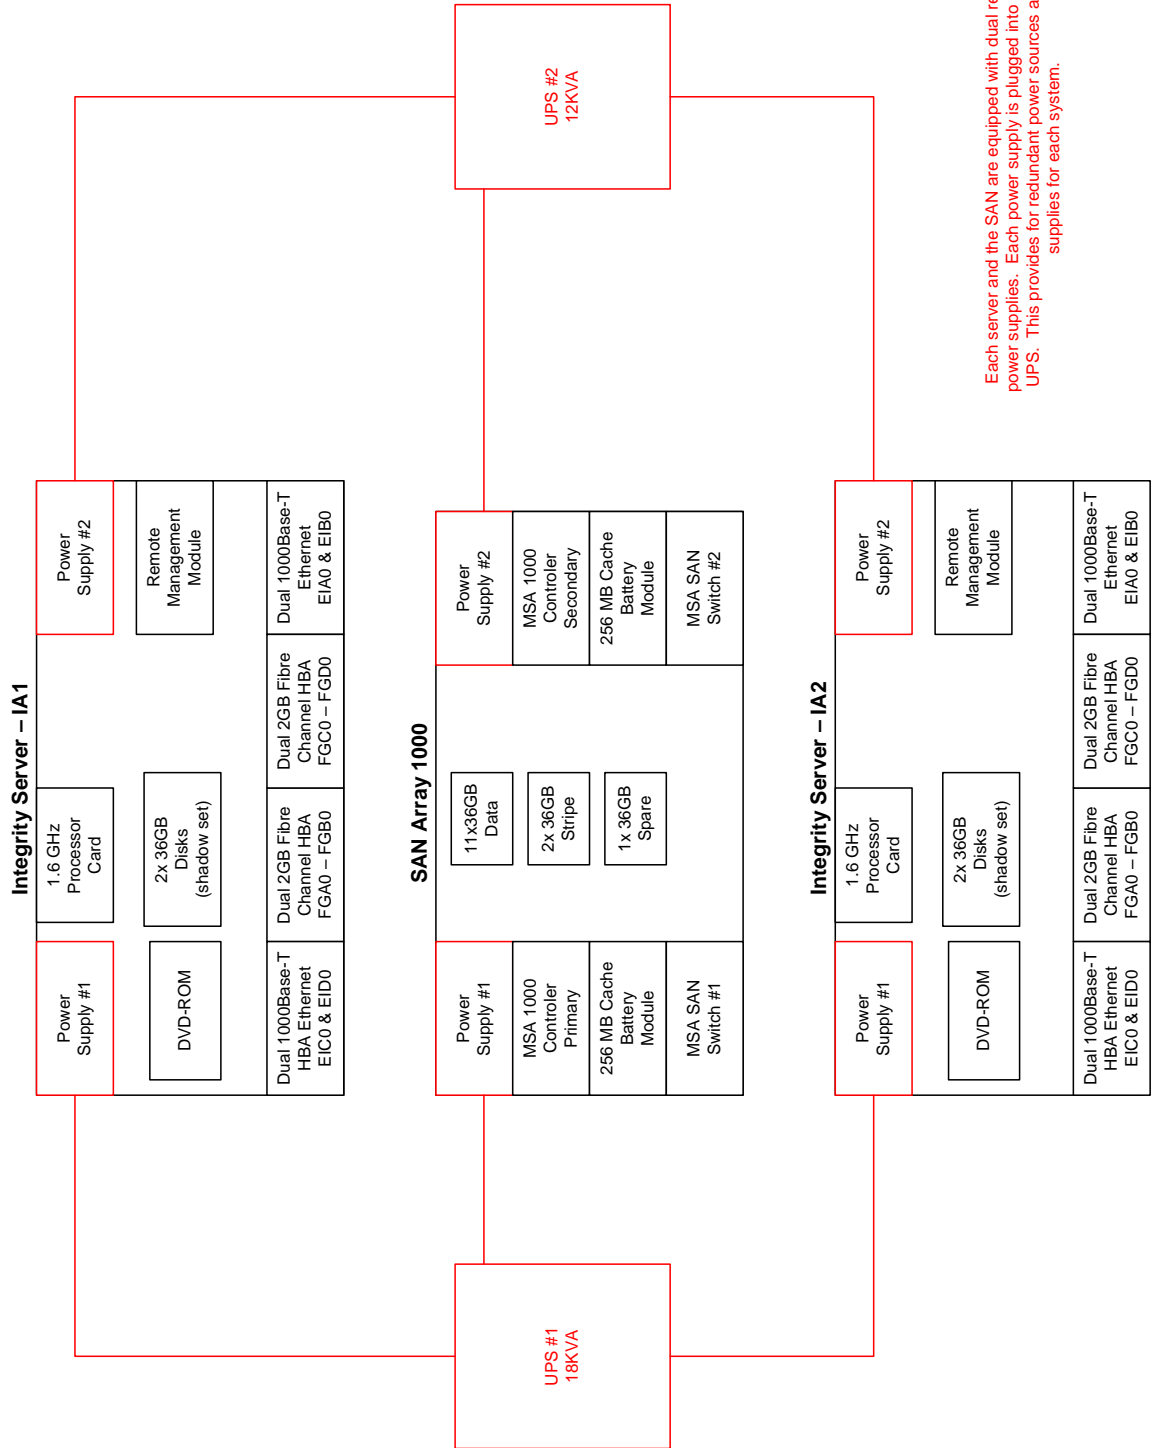 Integrity Server – IA1
Power
Supply #1
1.6 GHz
Processor
Card
Power
Supply #2
DVD-ROM
2x 36GB
Disks
(shadow set)
Remote
Management
Module
Dual 1000Base-T
HBA Ethernet
EIC0 & EID0
Dual 2GB Fibre
Channel HBA
FGA0 – FGB0
Dual 2GB Fibre
Channel HBA
FGC0 – FGD0
Dual 1000Base-T
Ethernet
EIA0 & EIB0
UPS #1
18KVA
SAN Array 1000
Power
Supply #1
MSA 1000
Controler
Primary
256 MB Cache
Battery
Module
MSA SAN
Switch #1
11x36GB
Data
2x 36GB
Stripe
1x 36GB
Spare
Power
Supply #2
MSA 1000
Controler
Secondary
256 MB Cache
Battery
Module
MSA SAN
Switch #2
UPS #2
12KVA
Integrity Server – IA2
Power
Supply #1
1.6 GHz
Processor
Card
Power
Supply #2
DVD-ROM
2x 36GB
Disks
(shadow set)
Remote
Management
Module
Dual 1000Base-T
HBA Ethernet
EIC0 & EID0
Dual 2GB Fibre
Channel HBA
FGA0 – FGB0
Dual 2GB Fibre
Channel HBA
FGC0 – FGD0
Dual 1000Base-T
Ethernet
EIA0 & EIB0
Each server and the SAN are equipped with dual
power supplies.  Each power supply is plugged into
UPS.  This provides for redundant power sources
supplies for each system.